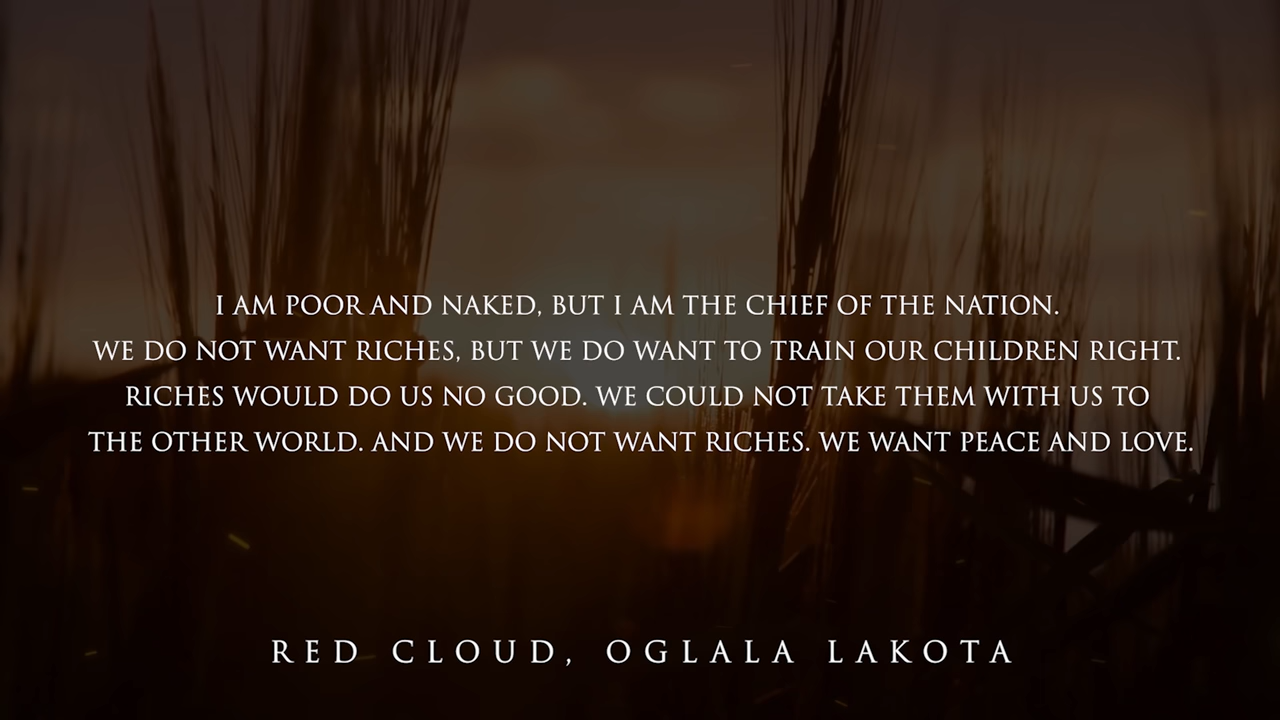 I AM POOR AND NAKED, BUT I AM THE CHIEF OF THE NATION.
WE DO NOT WANT RICHES, BUT WE DO WANT TO TRAIN OUR CHILDREN RIGHT.
RICHES WOULD DO US NO GOOD. WE COULD NOT TAKE THEM WITH US TO
THE OTHER WORLD. AND WE DO NOT WANT RICHES. WE WANT PEACE AND LOVE.
RED CLOUD, OGLALA LAKOTA